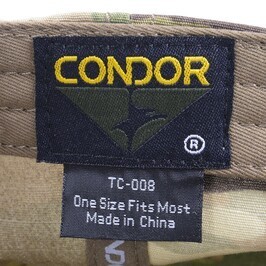 CONDOR
®
TC-008
One Size Fits Most
Made in China